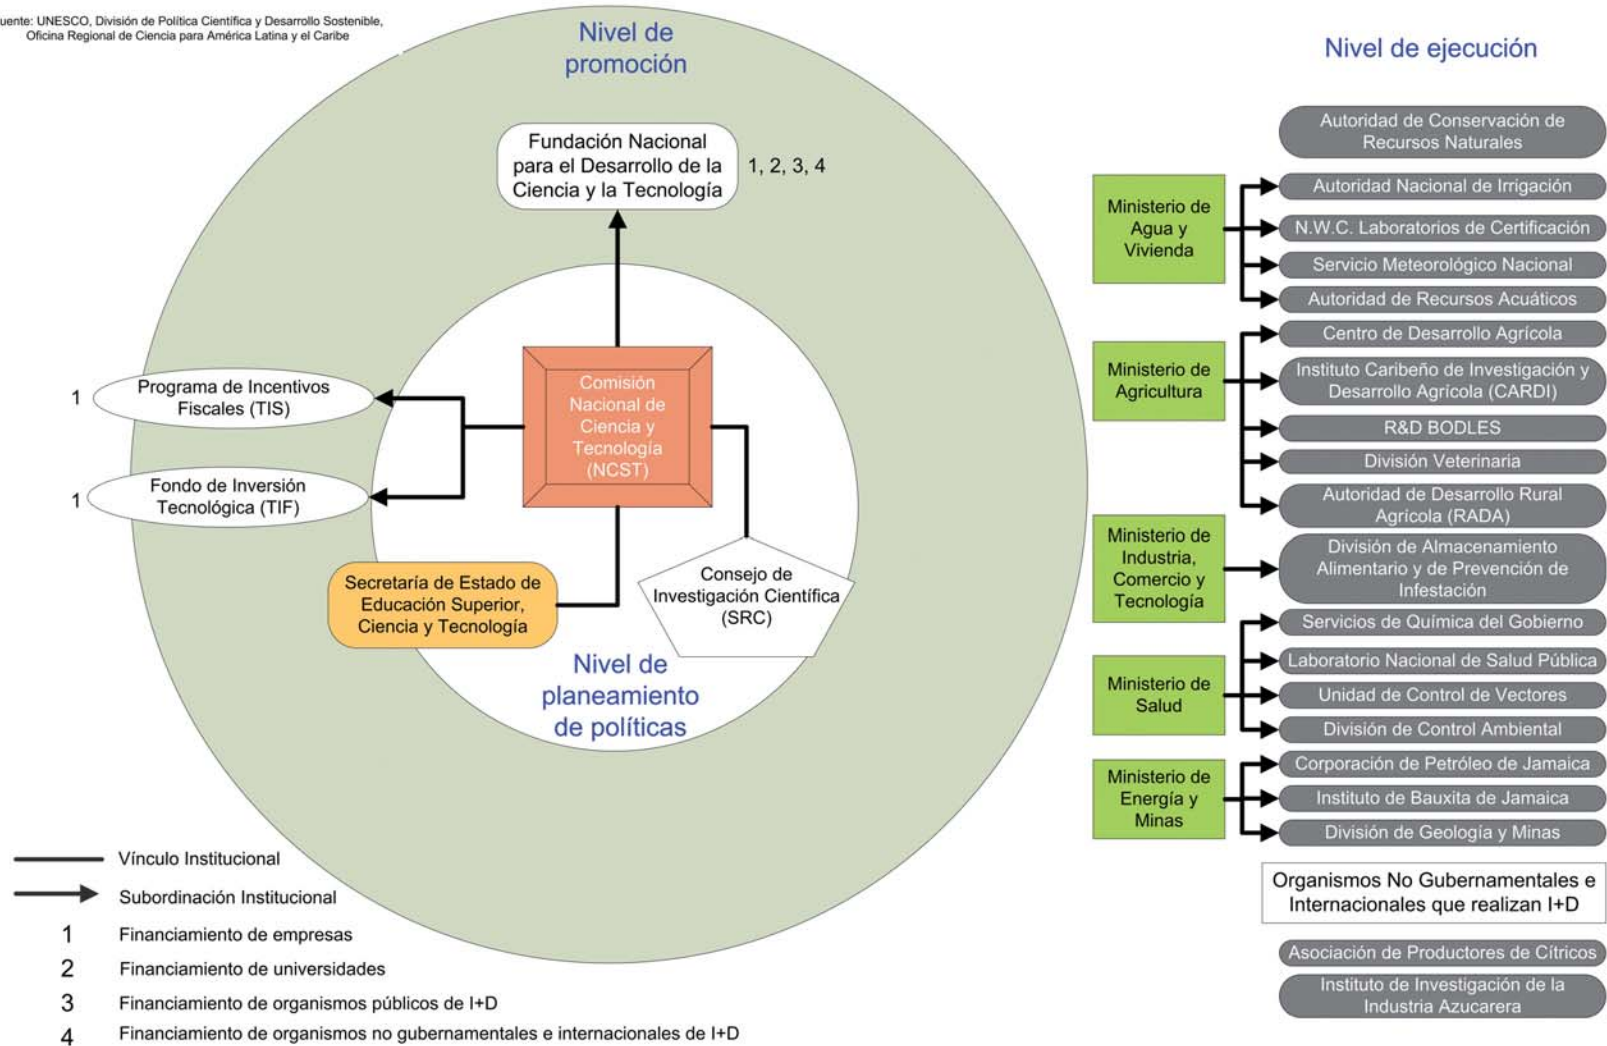 uente: UNESCO, División de Política Científica y Desarrollo Sostenible,
Oficina Regional de Ciencia para América Latina y el Caribe
Nivel de
promoción
Fundación Nacional
para el Desarrollo de la
Ciencia y la Tecnología
1, 2, 3, 4
1
Programa de Incentivos
Fiscales (TIS)
1
Fondo de Inversión
Tecnológica (TIF)
Comisión
Nacional de
Ciencia y
Tecnología
(NCST)
Secretaría de Estado de
Educación Superior,
Ciencia y Tecnología
Consejo de
Investigación Científica
(SRC)
Nivel de
planeamiento
de políticas
Vínculo Institucional
Subordinación Institucional
1 Financiamiento de empresas
2 Financiamiento de universidades
3 Financiamiento de organismos públicos de I+D
4 Financiamiento de organismos no gubernamentales e internacionales de I+D
Nivel de ejecución
Autoridad de Conservación de
Recursos Naturales
Ministerio de
Agua y
Vivienda
Autoridad Nacional de Irrigación
N.W.C. Laboratorios de Certificación
Servicio Meteorológico Nacional
Autoridad de Recursos Acuáticos
Ministerio de
Agricultura
Centro de Desarrollo Agrícola
Instituto Caribeño de Investigación y
Desarrollo Agrícola (CARDI)
R&D BODLES
División Veterinaria
Autoridad de Desarrollo Rural
Agrícola (RADA)
Ministerio de
Industria,
Comercio y
Tecnología
División de Almacenamiento
Alimentario y de Prevención de
Infestación
Ministerio de
Salud
Servicios de Química del Gobierno
Laboratorio Nacional de Salud Pública
Unidad de Control de Vectores
División de Control Ambiental
Ministerio de
Energía y
Minas
Corporación de Petróleo de Jamaica
Instituto de Bauxita de Jamaica
División de Geología y Minas
Organismos No Gubernamentales e
Internacionales que realizan I+D
Asociación de Productores de Cítricos
Instituto de Investigación de la
Industria Azucarera